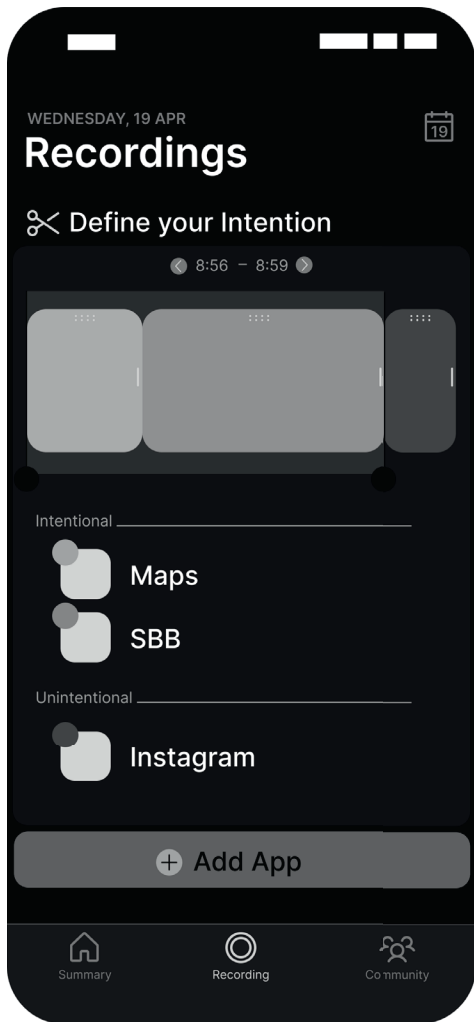 WEDNESDAY, 19 APR
19
Recordings
Define your Intention
8:56 – 8:59
Intentional
Maps
SBB
Unintentional
Instagram
Add App
Summary
Recording
Community